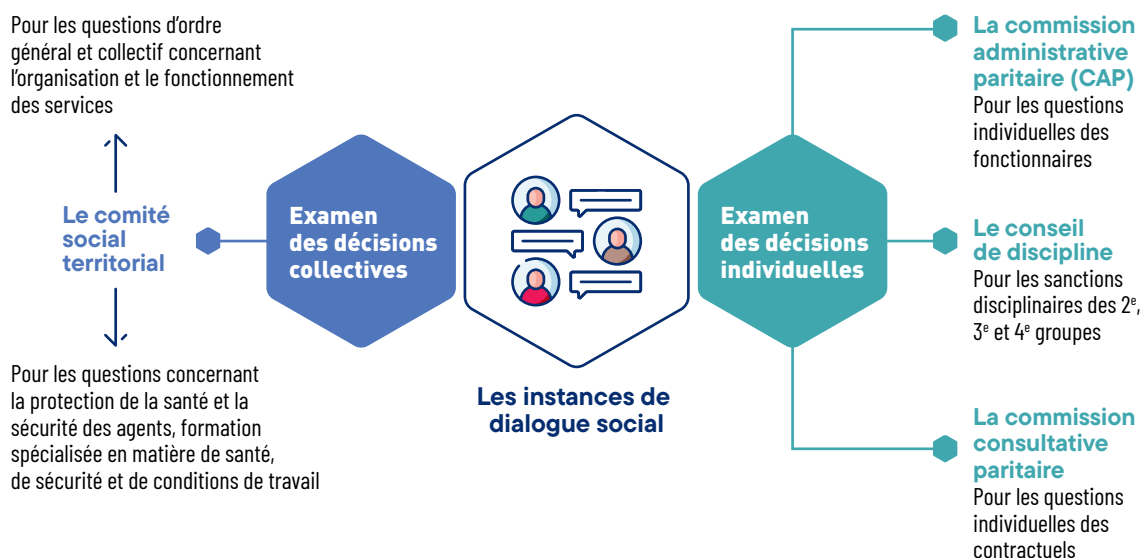 Pour les questions d’ordre
général et collectif concernant
l’organisation et le fonctionnement
des services
Le comité
social
territorial
Pour les questions concernant
la protection de la santé et la
sécurité des agents, formation
spécialisée en matière de santé,
de sécurité et de conditions de travail
Examen
des décisions
collectives
Les instances de
dialogue social
Examen
des décisions
individuelles
La commission
administrative
paritaire (CAP)
Pour les questions
individuelles des
fonctionnaires
Le conseil
de discipline
Pour les sanctions
disciplinaires des 2e,
3e et 4e groupes
La commission
consultative
paritaire
Pour les questions
individuelles des
contractuels